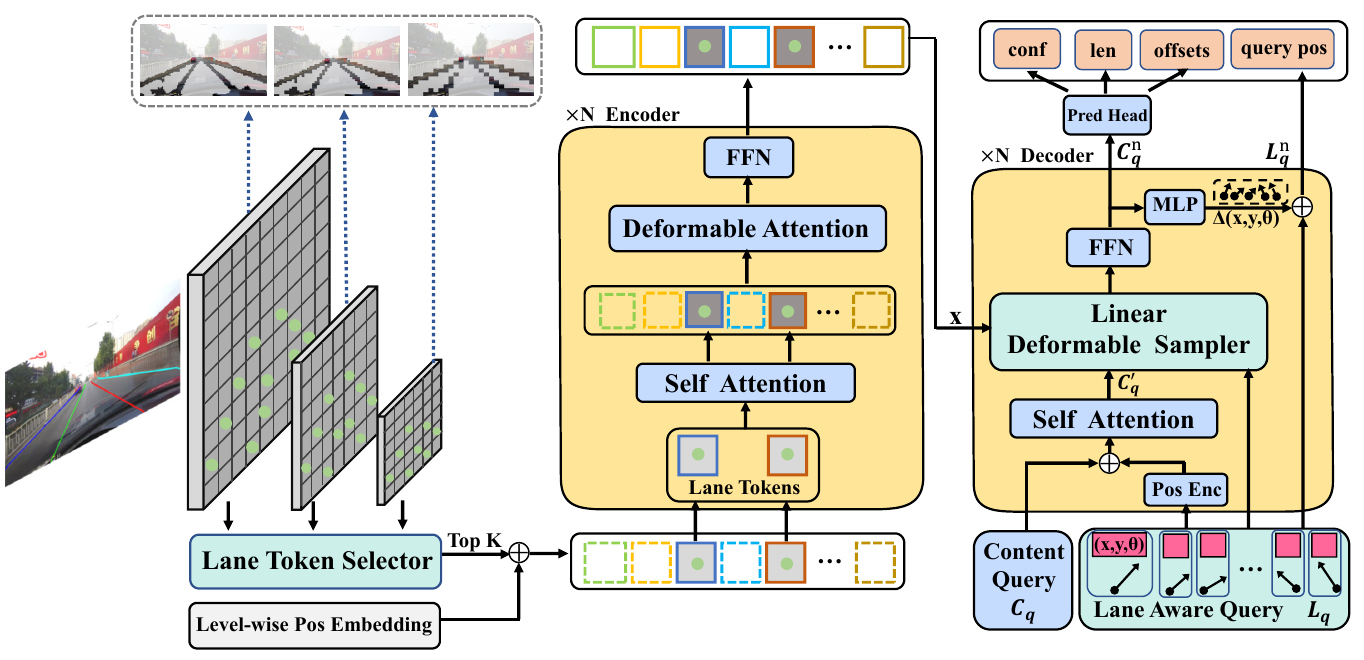 Lane Token Selector
Level-wise Pos Embedding
Top K
×N Encoder
FFN
Deformable Attention
...
Self Attention
Lane Tokens
...
...
x
conf
len
offsets
query pos
Pred Head
×N Decoder
C_q^n
L_q^n
MLP
Δ(x,y,θ)
FFN
Linear
Deformable Sampler
C_q′
Self Attention
Pos Enc
Content
Query
C_q
(x,y,θ)
...
Lane Aware Query L_q